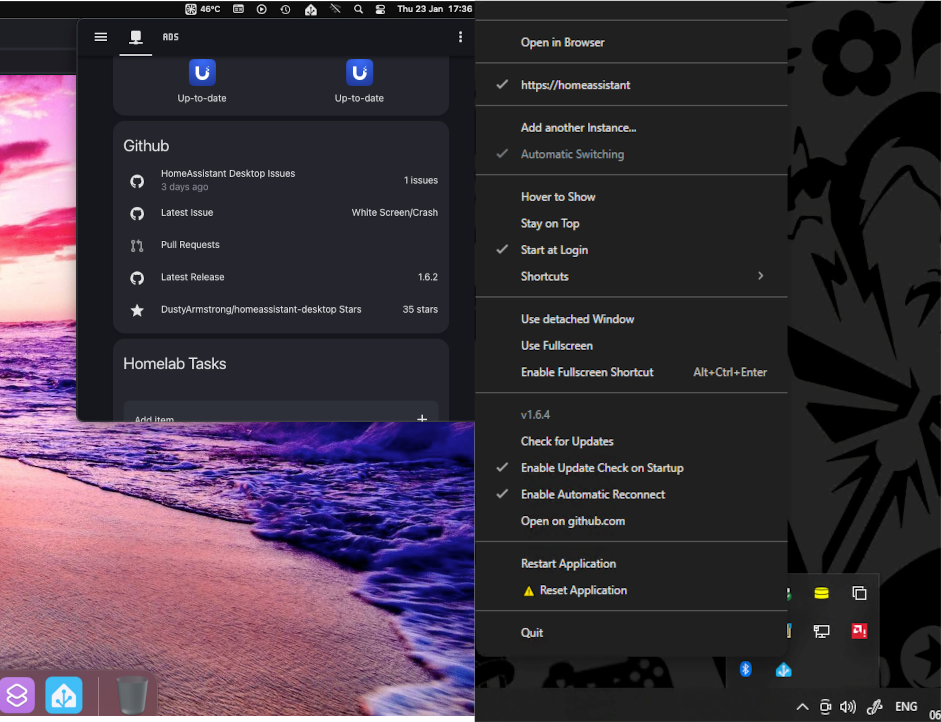 46°C
Thu 23 Jan 17:36
ADS
Up-to-date
Up-to-date
Github
HomeAssistant Desktop Issues
3 days ago
1 issues
Latest Issue
White Screen/Crash
Pull Requests
Latest Release
1.6.2
DustyArmstrong/homeassistant-desktop Stars
35 stars
Homelab Tasks
Add item
Open in Browser
https://homeassistant
Add another Instance...
Automatic Switching
Hover to Show
Stay on Top
Start at Login
Shortcuts
Use detached Window
Use Fullscreen
Enable Fullscreen Shortcut
Alt+Ctrl+Enter
v1.6.4
Check for Updates
Enable Update Check on Startup
Enable Automatic Reconnect
Open on github.com
Restart Application
Reset Application
Quit
ENG
06